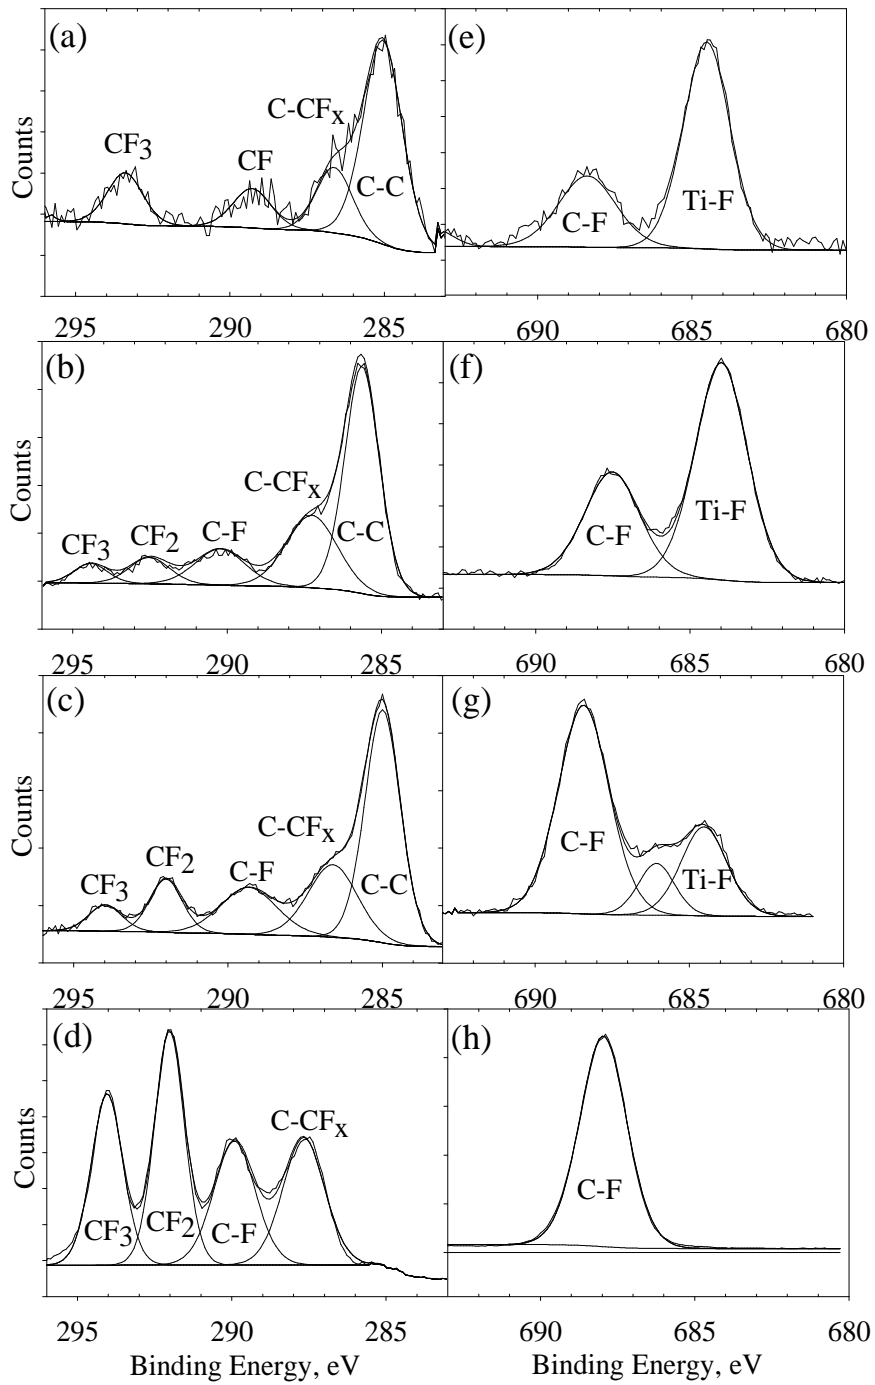 (a)
CF3
CF
C-CFx
C-C
Counts
295
290
285
(e)
C-F
Ti-F
690
685
680
(b)
CF3
CF2
C-F
C-CFx
C-C
Counts
295
290
285
(f)
C-F
Ti-F
690
685
680
(c)
CF3
CF2
C-F
C-CFx
C-C
Counts
295
290
285
(g)
C-F
Ti-F
690
685
680
(d)
CF3
CF2
C-F
C-CFx
Counts
295
290
285
Binding Energy, eV
(h)
C-F
690
685
680
Binding Energy, eV